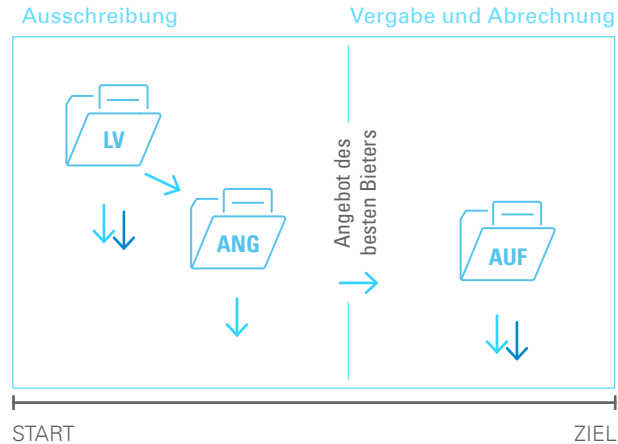 Ausschreibung
Vergabe und Abrechnung
LV
ANG
Angebot des
besten Bieters
AUF
START
ZIEL